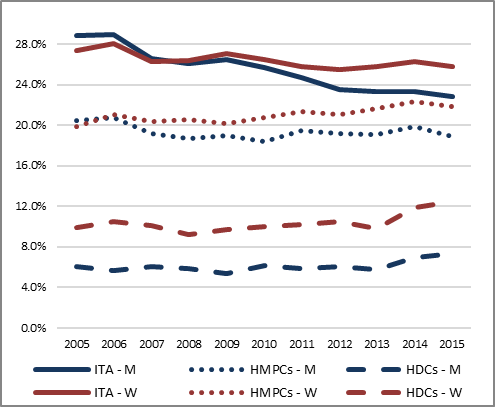 28.0%
24.0%
20.0%
16.0%
12.0%
8.0%
4.0%
0.0%
2005 2006 2007 2008 2009 2010 2011 2012 2013 2014 2015
ITA - M HMPCs - M HDCs - M
ITA - W HMPCs - W HDCs - W